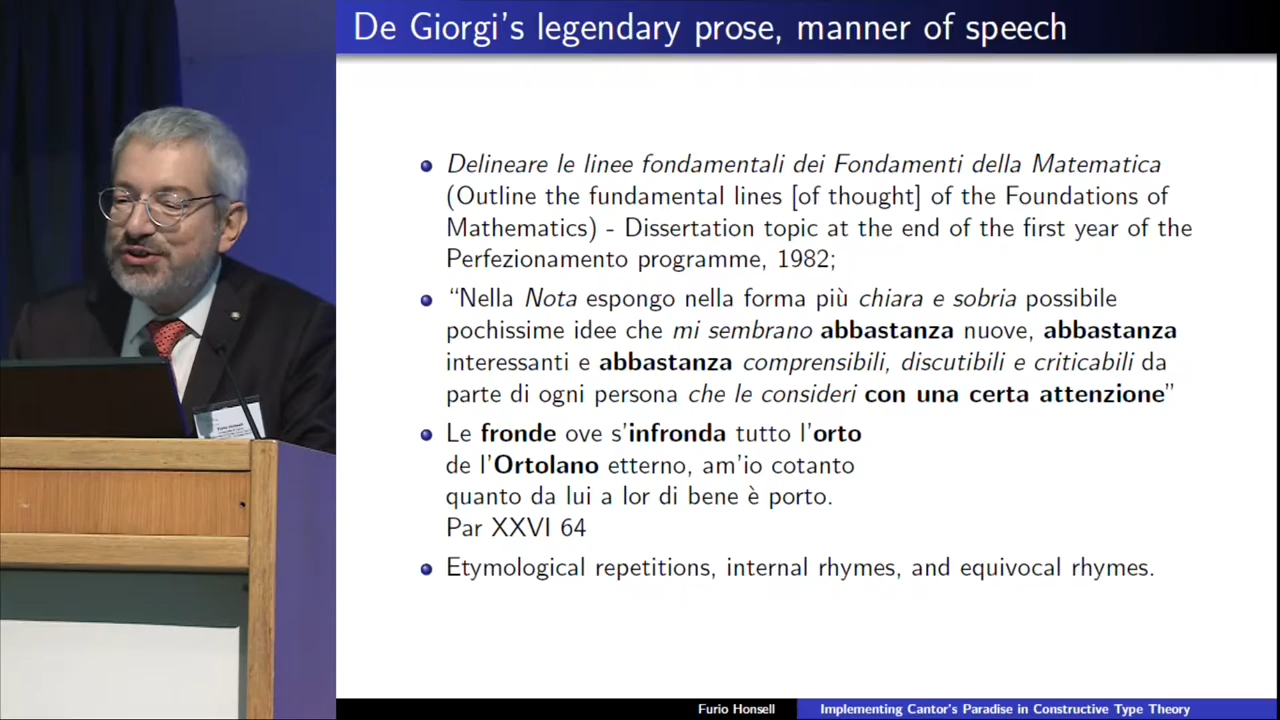 De Giorgi's legendary prose, manner of speech
Delineare le linee fondamentali dei Fondamenti della Matematica
(Outline the fundamental lines [of thought] of the Foundations of
Mathematics) - Dissertation topic at the end of the first year of the
Perfezionamento programme, 1982;
“Nella Nota espongo nella forma più chiara e sobria possibile
pochissime idee che mi sembrano abbastanza nuove, abbastanza
interessanti e abbastanza comprensibili, discutibili e criticabili da
parte di ogni persona che le consideri con una certa attenzione”
Le fronde ove s'infronda tutto l'orto
de l'Ortolano etterno, am'io cotanto
quanto da lui a lor di bene è porto.
Par XXVI 64
Etymological repetitions, internal rhymes, and equivocal rhymes.
Furio Honsell
Implementing Cantor's Paradise in Constructive Type Theory
Furio Honsell